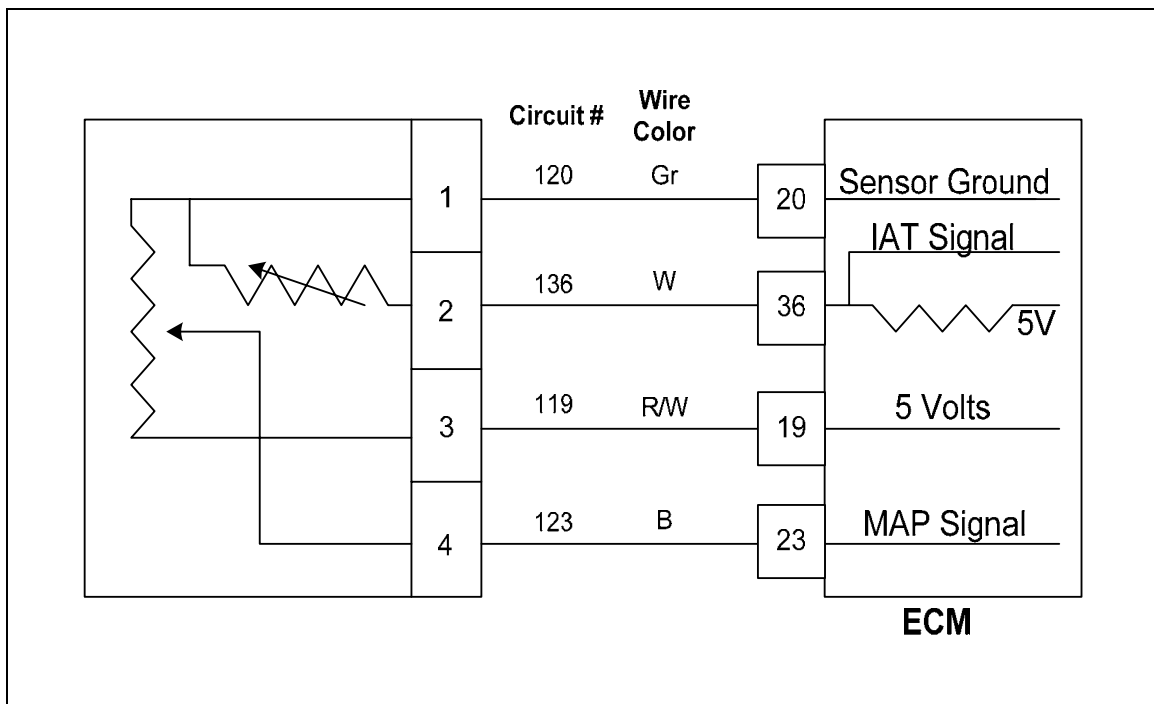 Circuit # Wire Color
1 120 Gr 20 Sensor Ground
IAT Signal
2 136 W 36 5V
3 119 R/W 19 5 Volts
4 123 B 23 MAP Signal
ECM